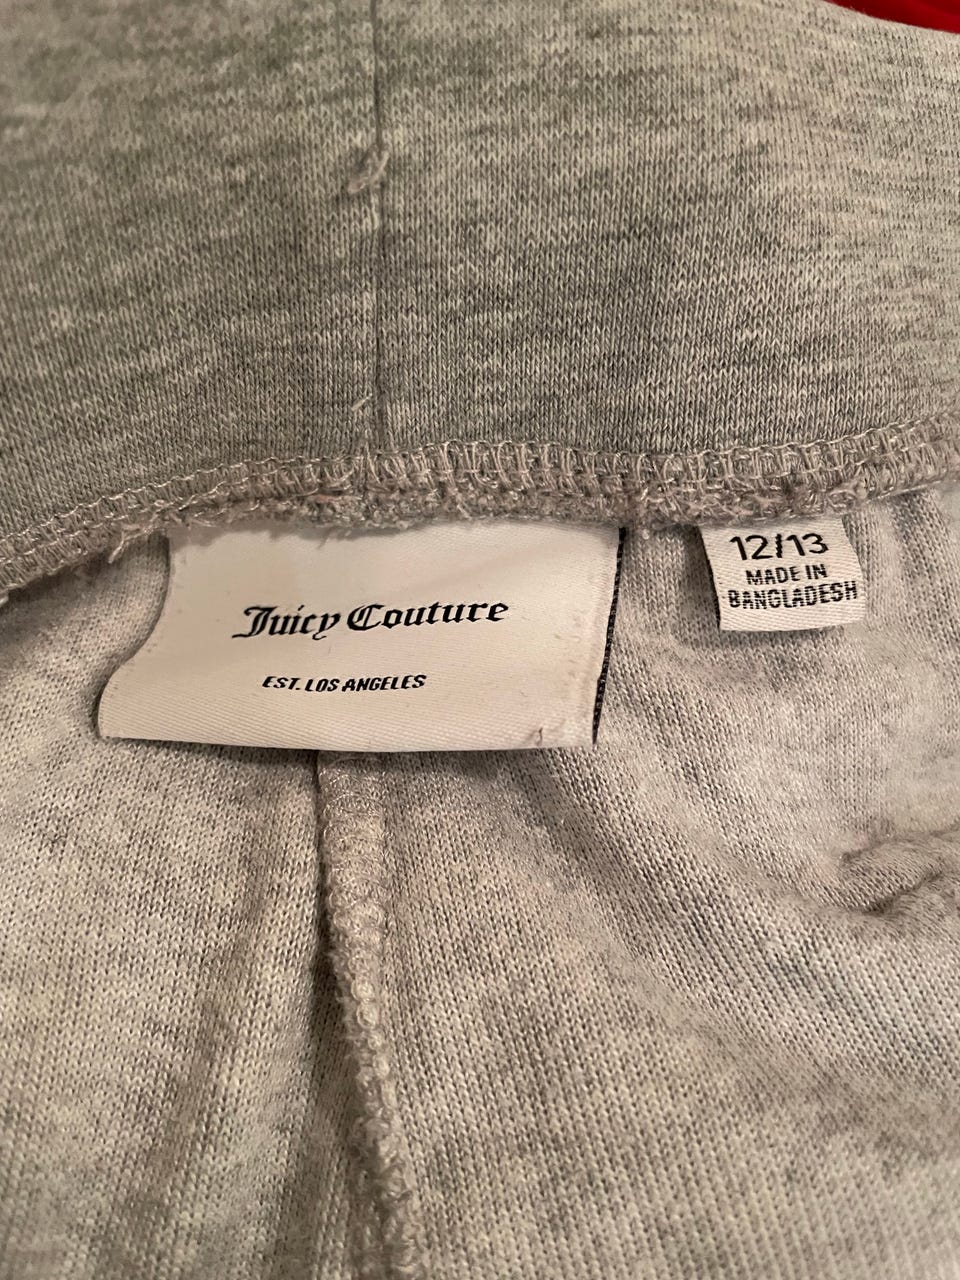 Juicy Couture
EST. LOS ANGELES
12/13
MADE IN
BANGLADESH